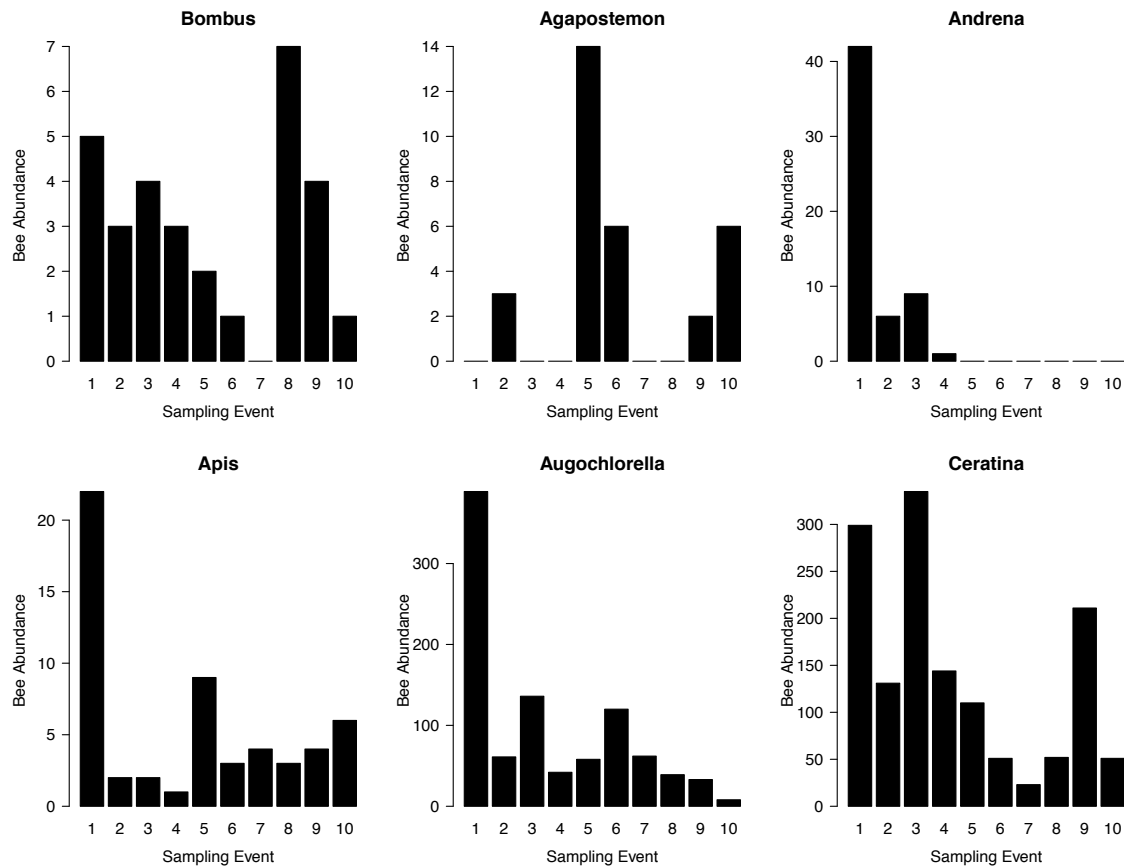 Bombus
7
6
5
4
3
2
1
0
Bee Abundance
1 2 3 4 5 6 7 8 9 10
Sampling Event
Agapostemon
14
12
10
8
6
4
2
0
Bee Abundance
1 2 3 4 5 6 7 8 9 10
Sampling Event
Andrena
40
30
20
10
0
Bee Abundance
1 2 3 4 5 6 7 8 9 10
Sampling Event
Apis
20
15
10
5
0
Bee Abundance
1 2 3 4 5 6 7 8 9 10
Sampling Event
Augochlorella
300
200
100
0
Bee Abundance
1 2 3 4 5 6 7 8 9 10
Sampling Event
Ceratina
300
250
200
150
100
50
0
Bee Abundance
1 2 3 4 5 6 7 8 9 10
Sampling Event